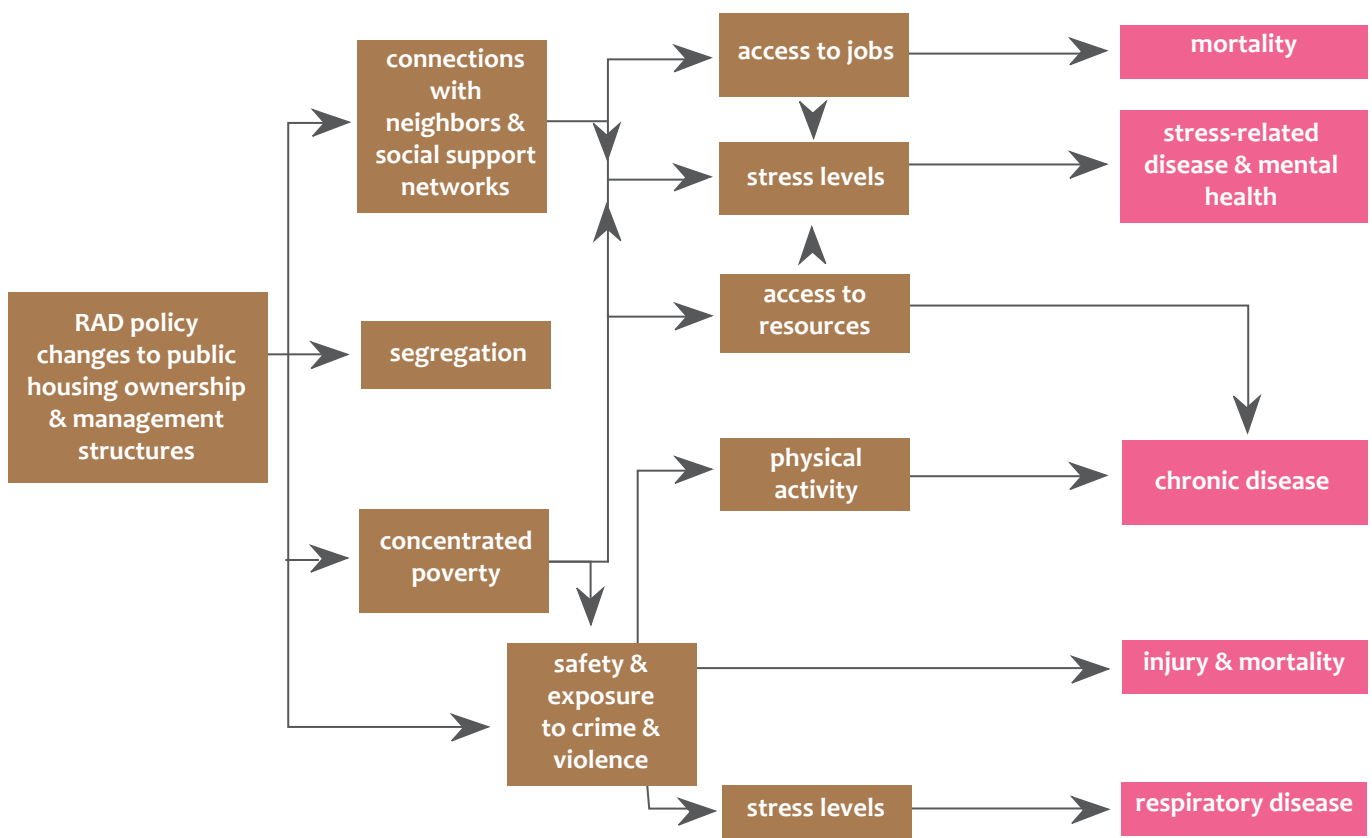 connections
with
neighbors &
social support
networks
access to jobs
mortality
stress levels
stress-related
disease & mental
health
RAD policy
changes to public
housing ownership
& management
structures
segregation
access to
resources
concentrated
poverty
physical
activity
chronic disease
safety &
exposure
to crime &
violence
injury & mortality
stress levels
respiratory disease